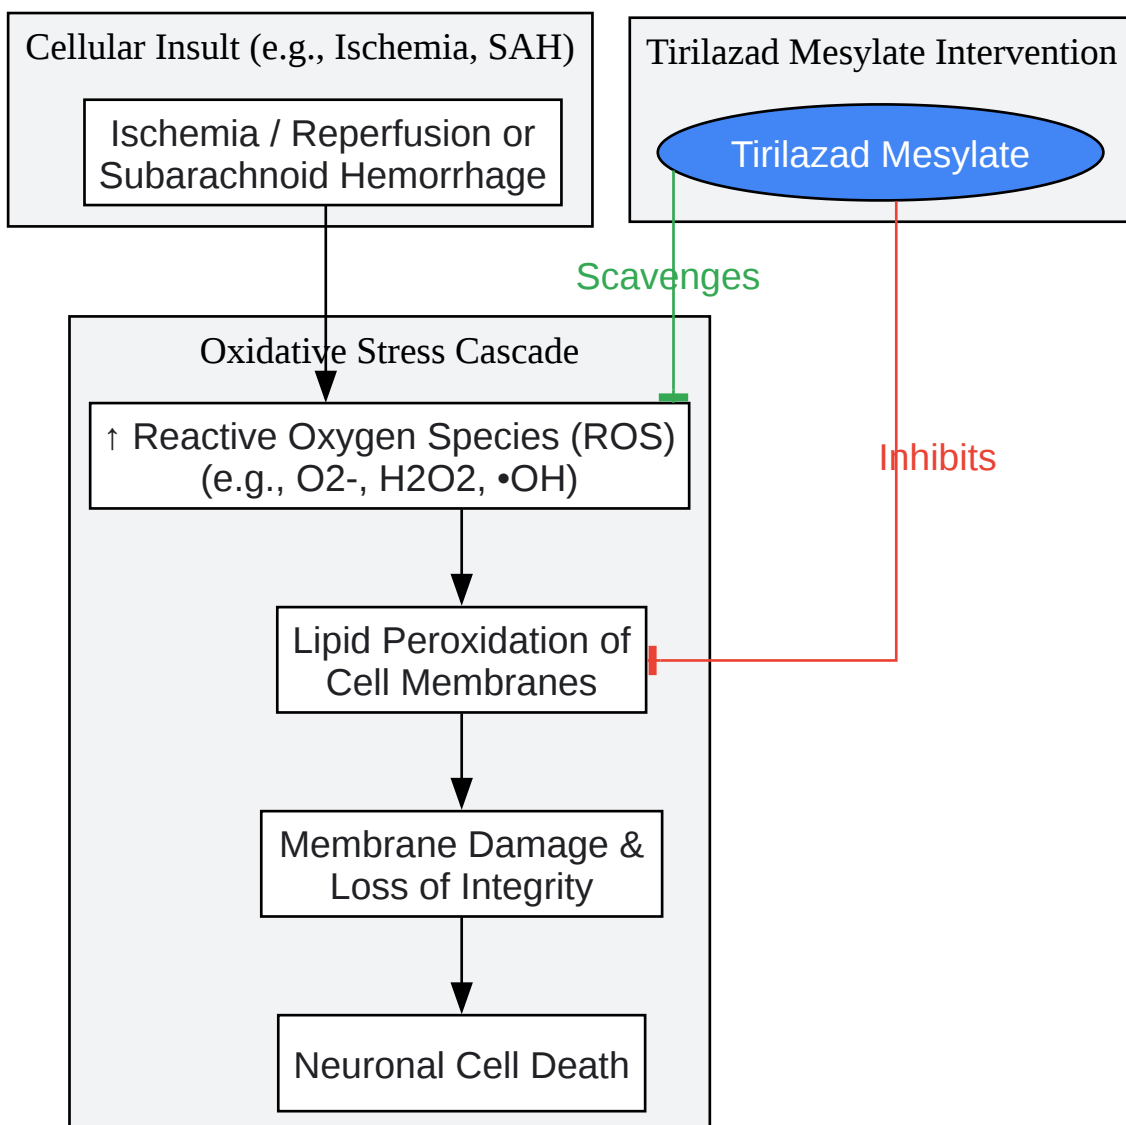 Cellular Insult (e.g., Ischemia, SAH)
Ischemia / Reperfusion or
Subarachnoid Hemorrhage
Tirilazad Mesylate Intervention
Tirilazad Mesylate
Scavenges
Inhibits
Oxidative Stress Cascade
↑ Reactive Oxygen Species (ROS)
(e.g., O2-, H2O2, •OH)
Lipid Peroxidation of
Cell Membranes
Membrane Damage &
Loss of Integrity
Neuronal Cell Death